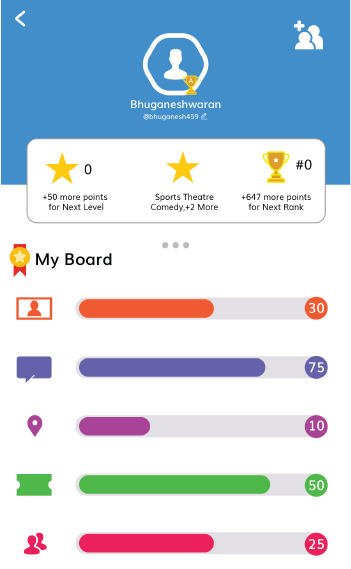 A
Bhuganeshwaran
@bhuganesh459
0
#0
+50 more points
for Next Level
Sports Theatre
Comedy,+2 More
+647 more points
for Next Rank
My Board
30
75
10
50
25